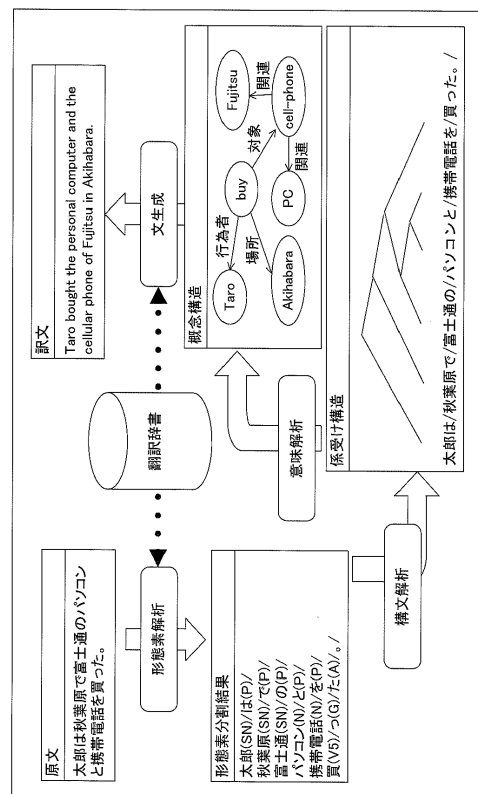 原文
太郎は秋葉原で富士通のパソコン
と携帯電話を買った。
形態素解析
形態素分割結果
太郎(SN)/は(P)/
秋葉原(SN)/で(P)/
富士通(SN)/の(P)/
パソコン(N)/と(P)/
携帯電話(N)/を(P)/
買(V5)/っ(G)/た(A)/。/
構文解析
翻訳辞書
意味解析
係受け構造
太郎は/秋葉原で/富士通の/パソコンと/携帯電話を/買った。/
訳文
Taro bought the personal computer and the
cellular phone of Fujitsu in Akihabara.
文生成
概念構造
Taro
行為者
buy
場所
Akihabara
対象
Fujitsu
関連
cell-phone
関連
PC